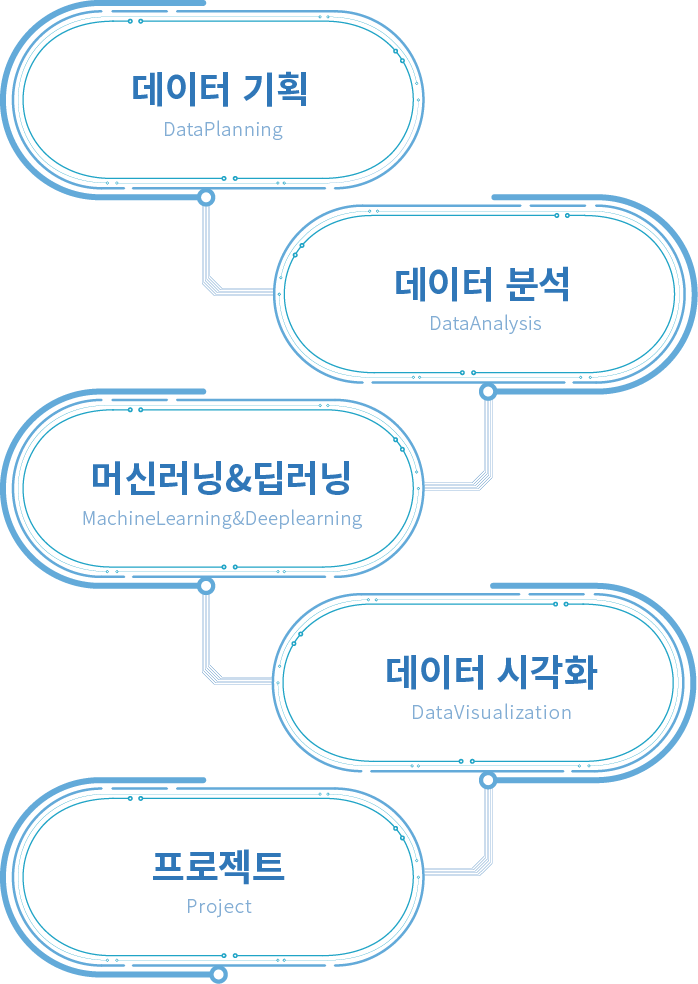 데이터 기획
DataPlanning
데이터 분석
DataAnalysis
머신러닝&딥러닝
MachineLearning&Deeplearning
데이터 시각화
DataVisualization
프로젝트
Project